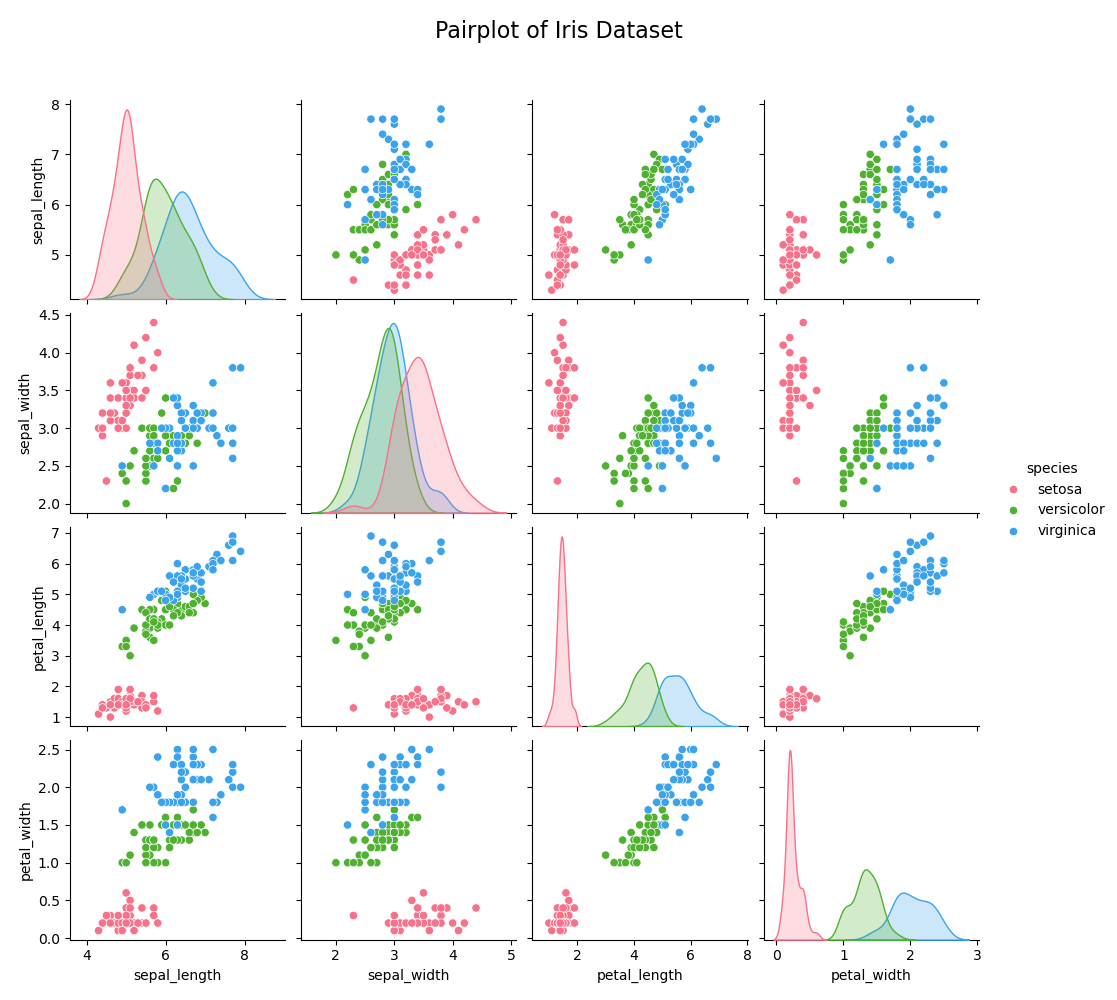 Pairplot of Iris Dataset
8
7
6
5
sepal_length
4.5
4.0
3.5
3.0
2.5
2.0
sepal_width
7
6
5
4
3
2
1
petal_length
2.5
2.0
1.5
1.0
0.5
0.0
petal_width
4 6 8
sepal_length
2 3 4 5
sepal_width
2 4 6 8
petal_length
0 1 2 3
petal_width
species
setosa
versicolor
virginica